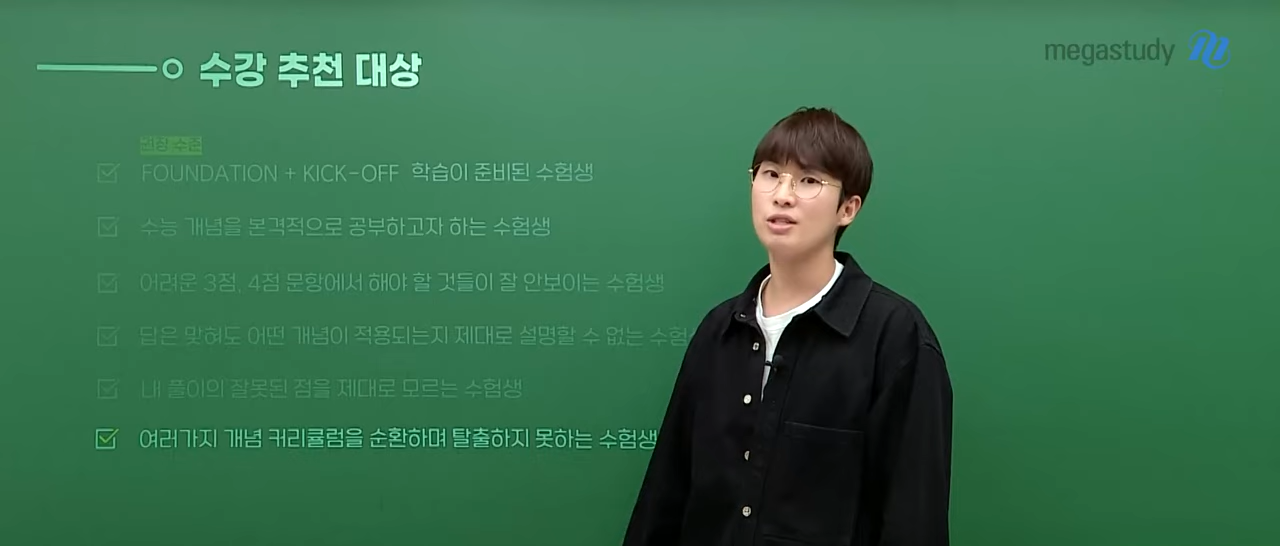 수강 추천 대상
megastudy
권장 수준
FOUNDATION + KICK-OFF 학습이 준비된 수험생
수능 개념을 본격적으로 공부하고자 하는 수험생
어려운 3점, 4점 문항에서 해야 할 것들이 잘 안보이는 수험생
답은 맞혀도 어떤 개념이 적용되는지 제대로 설명할 수 없는
내 풀이의 잘못된 점을 제대로 모르는 수험생
여러가지 개념 커리큘럼을 순환하며 탈출하지 못하는 수험생